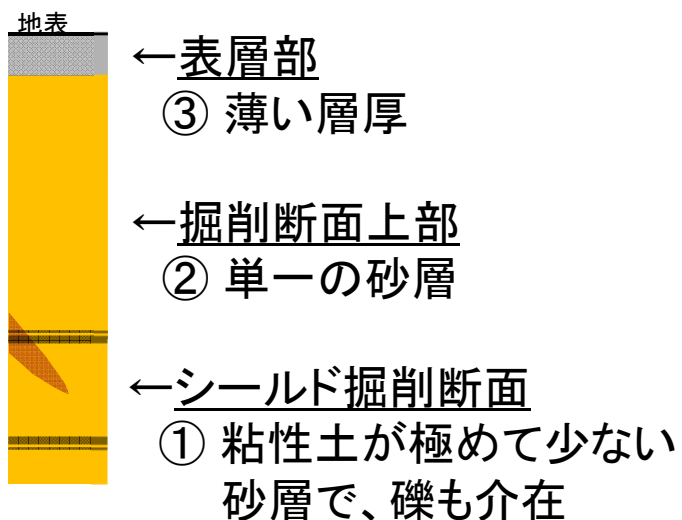 地表
←表層部
③ 薄い層厚
←掘削断面上部
② 単一の砂層
←シールド掘削断面
① 粘性土が極めて少ない
砂層で、礫も介在